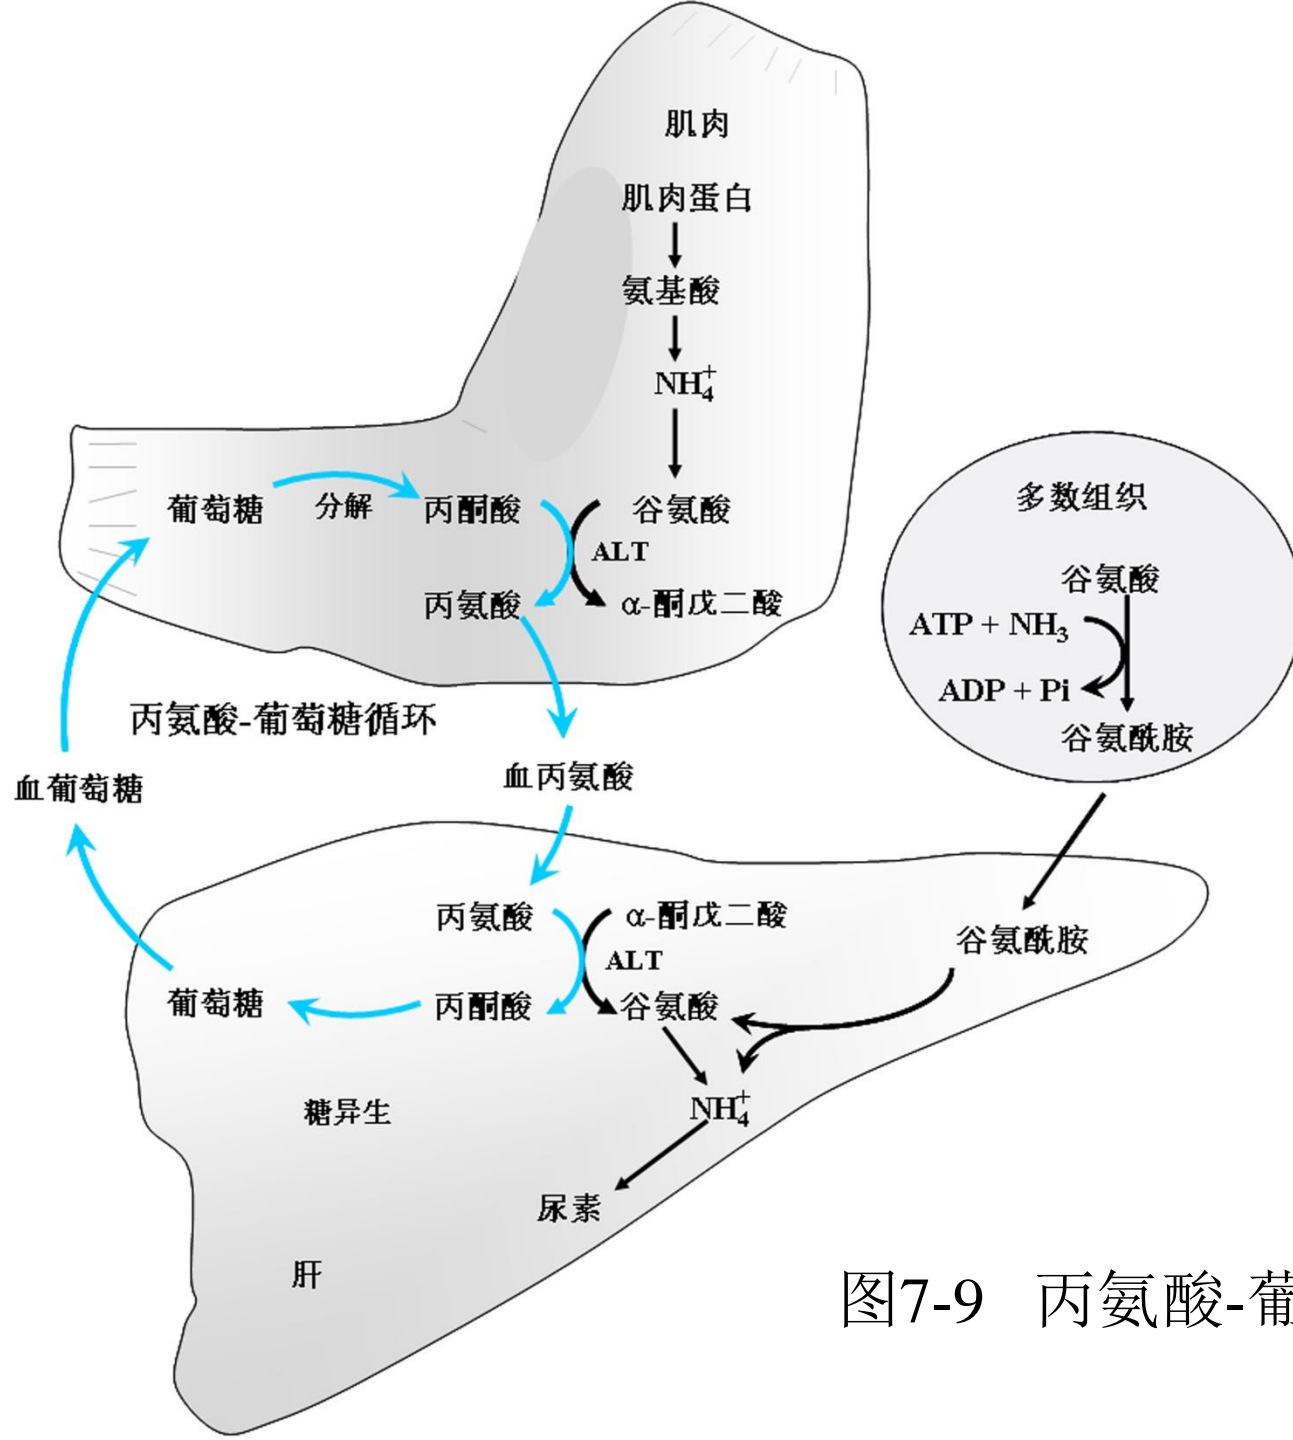 肌肉
肌肉蛋白
氨基酸
NH₄⁺
葡萄糖
分解
丙酮酸
谷氨酸
ALT
丙氨酸
α-酮戊二酸
多数组织
谷氨酸
ATP + NH₃
ADP + Pi
谷氨酰胺
丙氨酸-葡萄糖循环
血葡萄糖
血丙氨酸
丙氨酸
α-酮戊二酸
谷氨酰胺
ALT
葡萄糖
丙酮酸
谷氨酸
糖异生
NH₄⁺
尿素
肝
图7-9 丙氨酸-葡